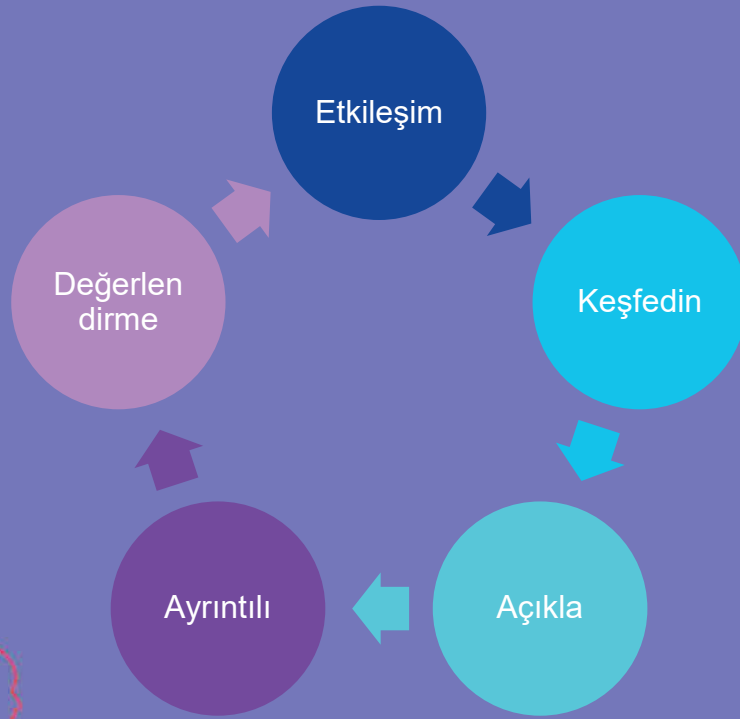 Etkileşim
Keşfedin
Açıkla
Ayrıntılı
Değerlen
dirme